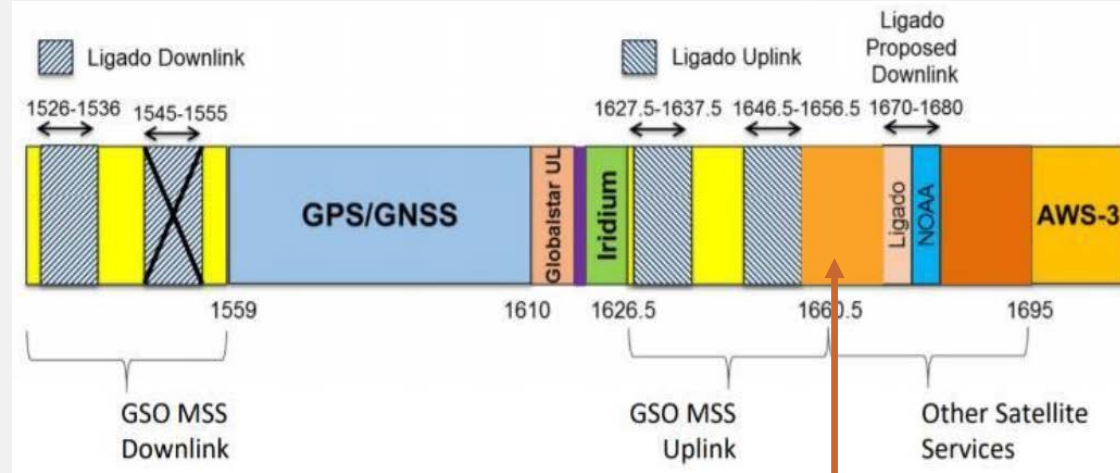 Ligado Downlink
Ligado Uplink
Ligado
Proposed
Downlink
1526-1536
1545-1555
1627.5-1637.5
1646.5-1656.5
1670-1680
GPS/GNSS
Globalstar UL
Iridium
Ligado
NOAA
AWS-3
1559
1610
1626.5
1660.5
1695
GSO MSS
Downlink
GSO MSS
Uplink
Other Satellite
Services